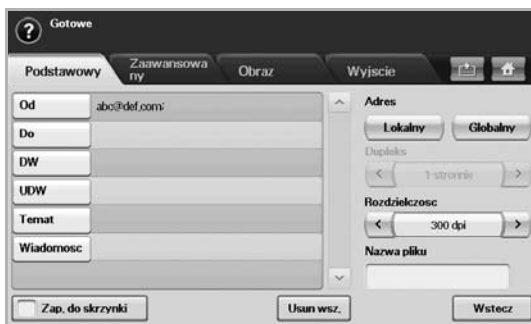 Gotowe
Podstawowy
Zaawansowa
ny
Obraz
Wyjscie
Od
abc@def.com;
Do
DW
UDW
Temat
Wiadomosc
Adres
Lokalny
Globalny
Dupleks
1-stronnie
Rozdzielczosc
300 dpi
Nazwa pliku
Zap. do skrzynki
Usun wsz.
Wstecz